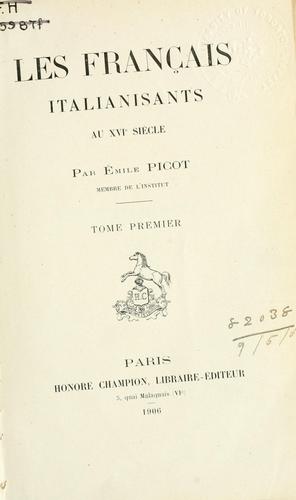 F.H
LES FRANÇAIS
ITALIANISANTS
AU XVIe SIÈCLE
PAR ÉMILE PICOT
MEMBRE DE L'INSTITUT
TOME PREMIER
H C
82038
PARIS
HONORÉ CHAMPION, LIBRAIRE-ÉDITEUR
5, quai Malaquais (VIe)
1906